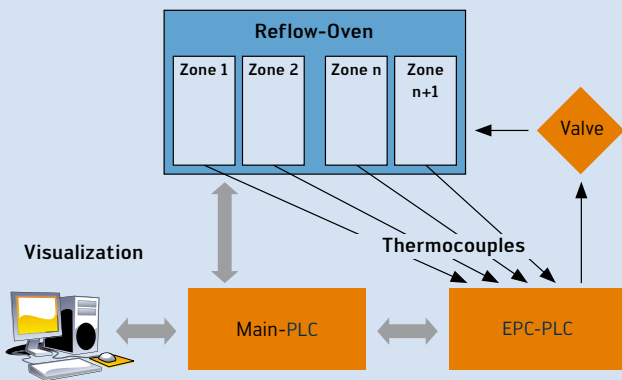 Reflow-Oven
Zone 1
Zone 2
Zone n
Zone
n+1
Valve
Thermocouples
Visualization
Main-PLC
EPC-PLC